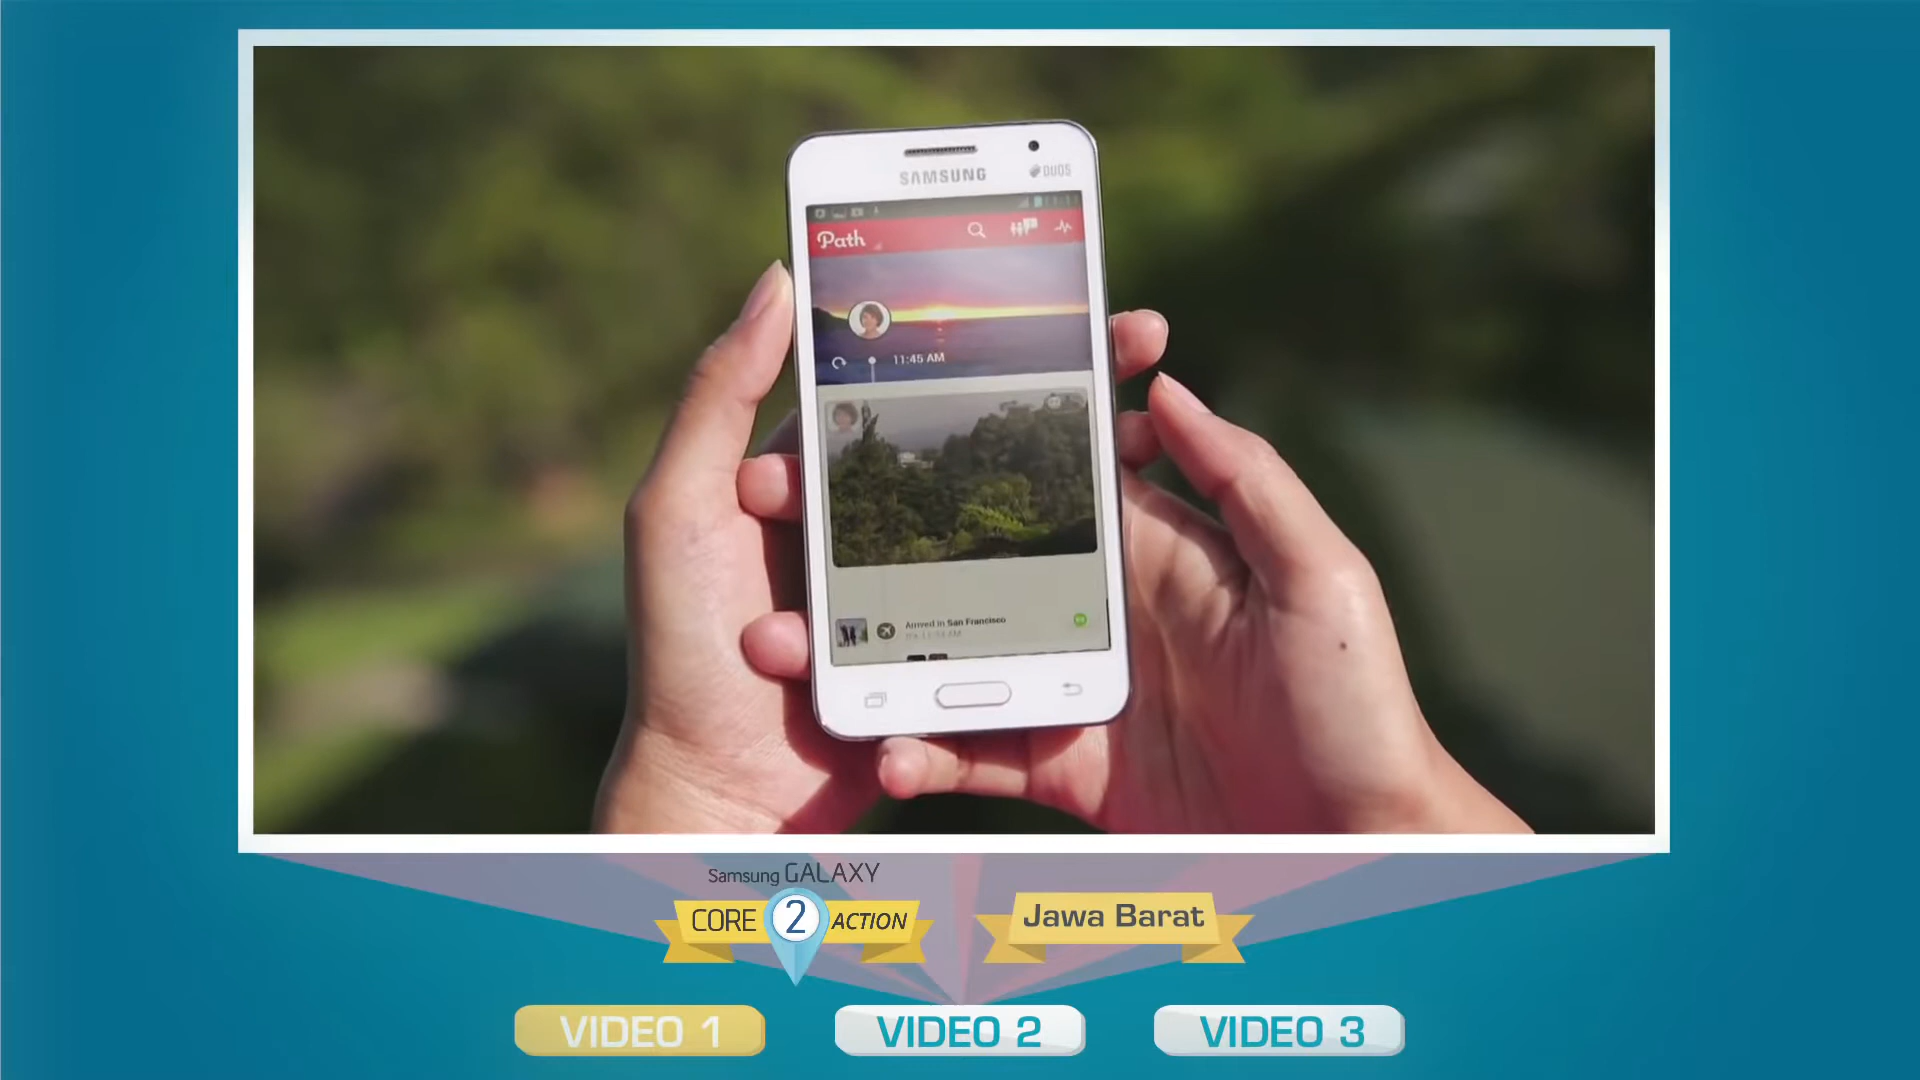 SAMSUNG
DUOS
Path
11:45 AM
Arrived in San Francisco
Samsung GALAXY
CORE 2 ACTION
Jawa Barat
VIDEO 1
VIDEO 2
VIDEO 3